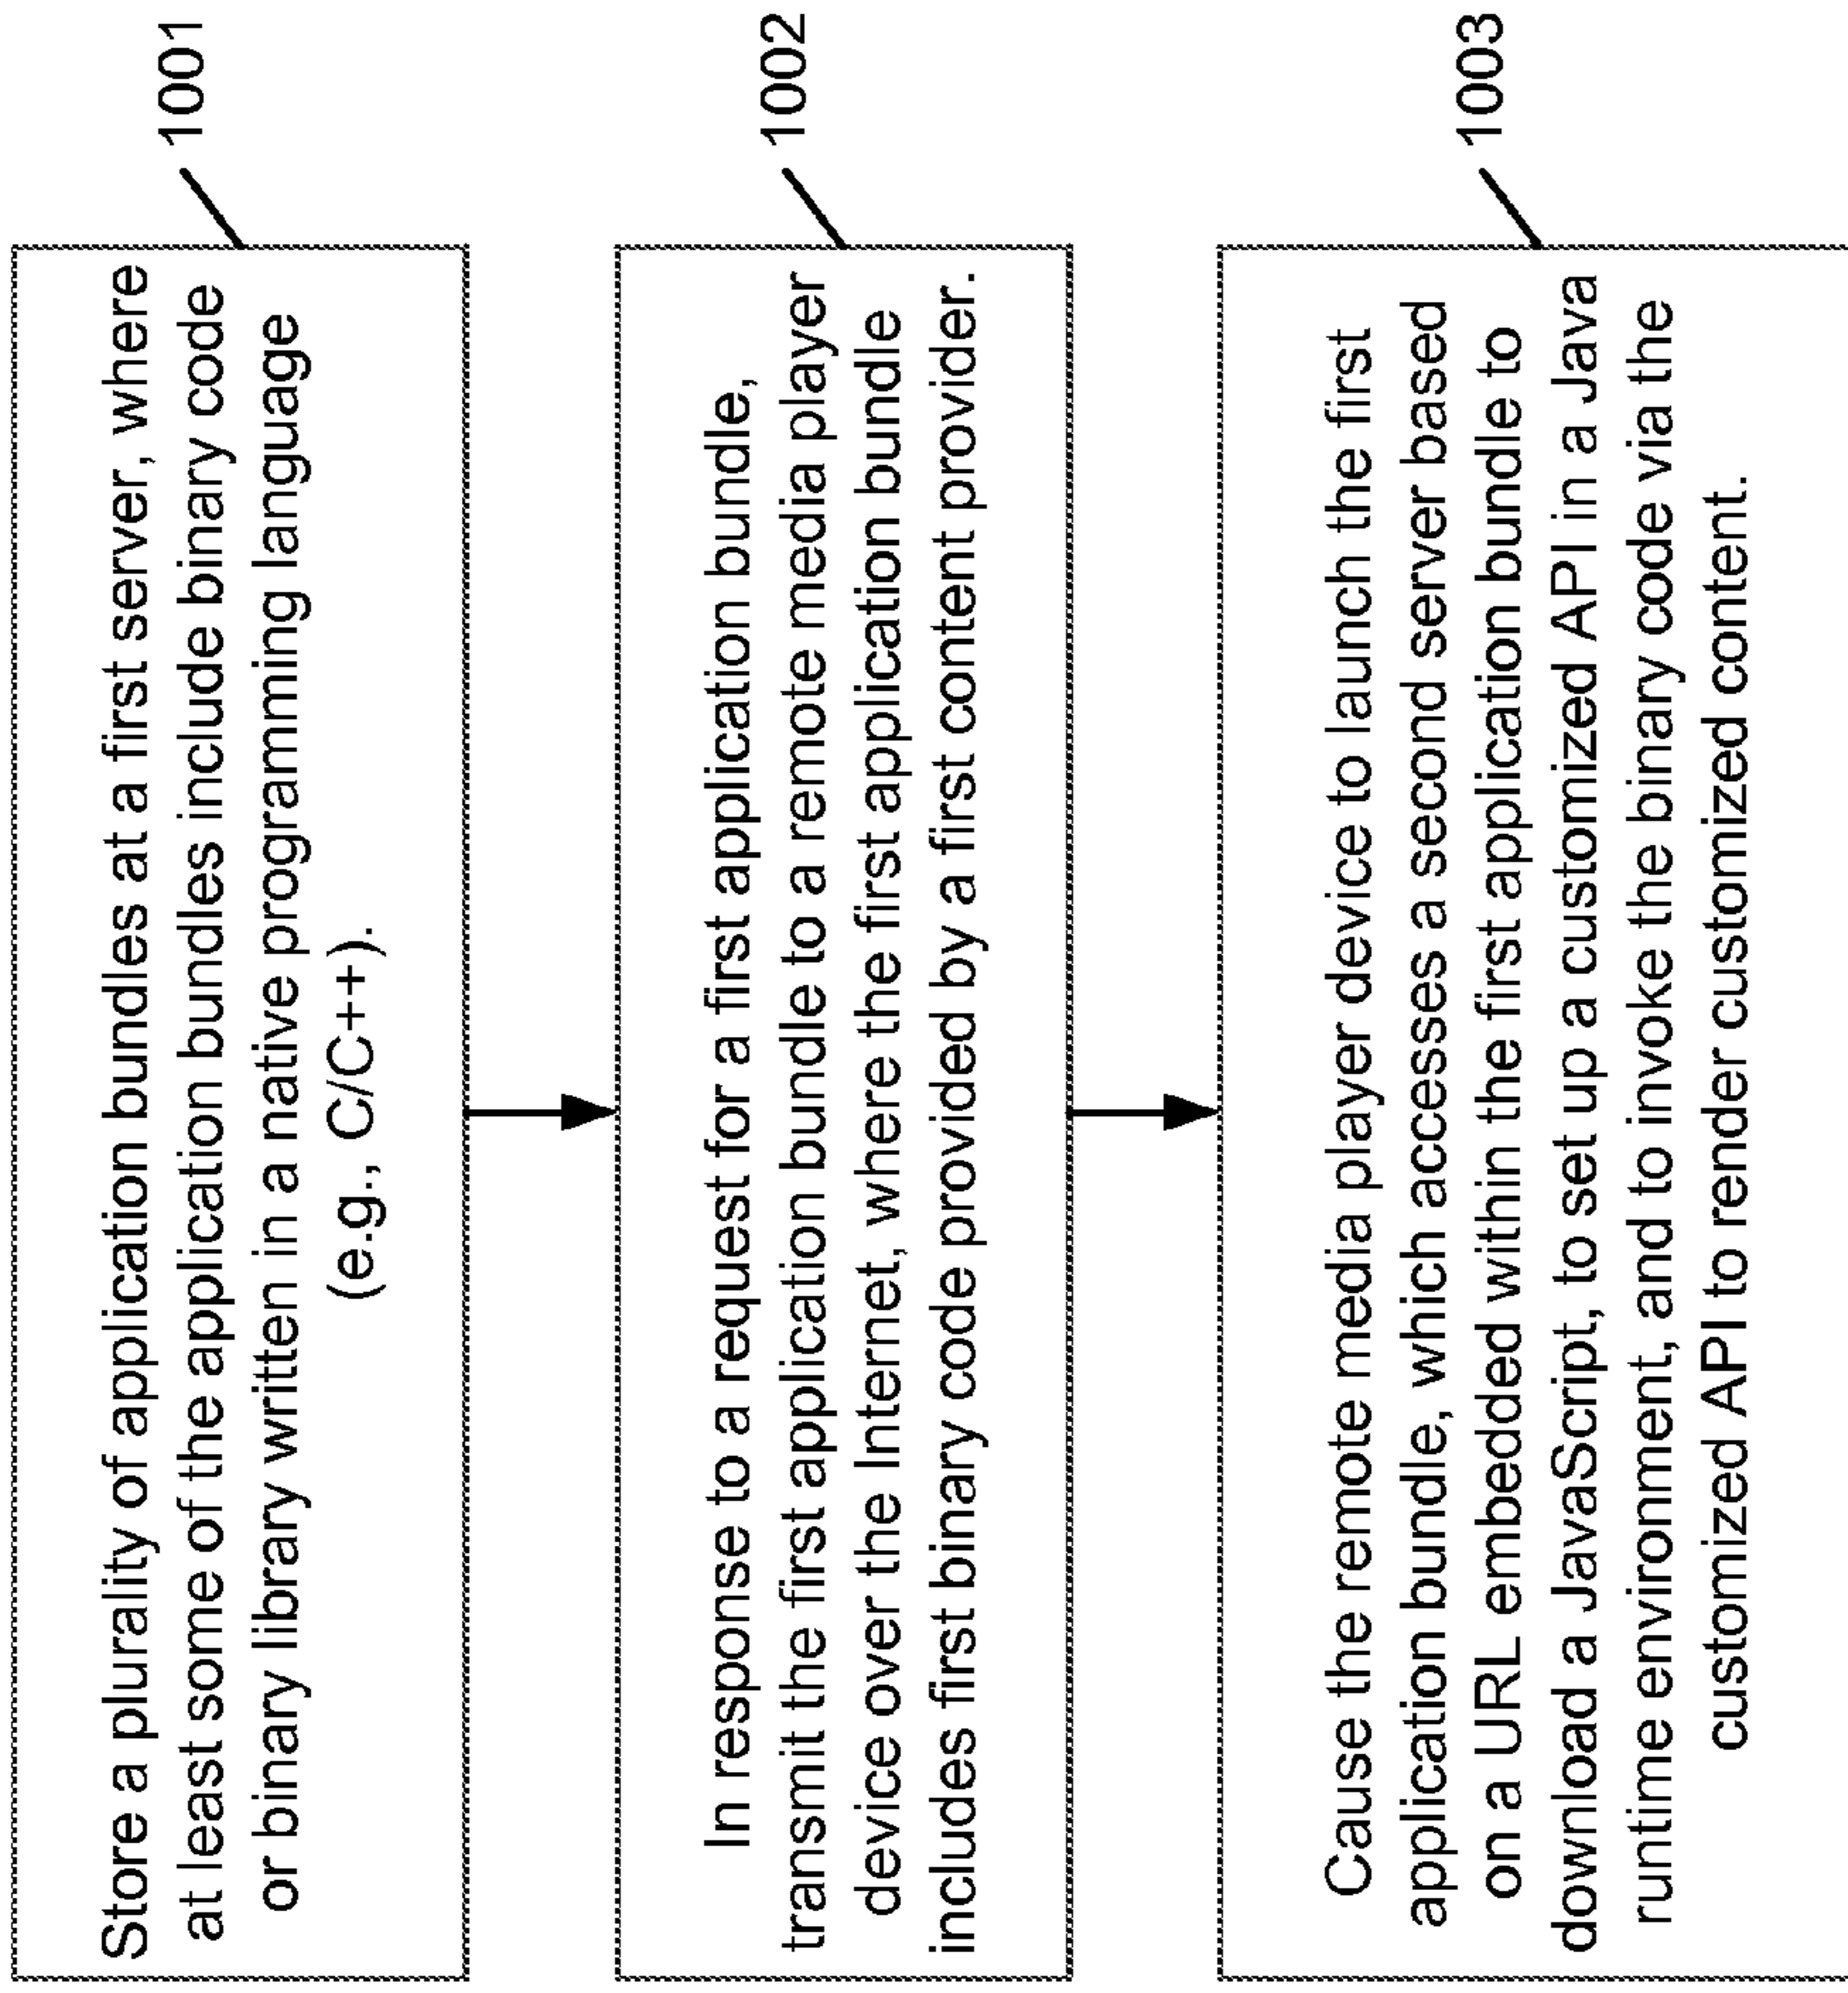 Store a plurality of application bundles at a first server, where
at least some of the application bundles include binary code
or binary library written in a native programming language
(e.g., C/C++).
1001
In response to a request for a first application bundle,
transmit the first application bundle to a remote media player
device over the Internet, where the first application bundle
includes first binary code provided by a first content provider.
1002
Cause the remote media player device to launch the first
application bundle, which accesses a second server based
on a URL embedded within the first application bundle to
download a JavaScript, to set up a customized API in a Java
runtime environment, and to invoke the binary code via the
customized API to render customized content.
1003